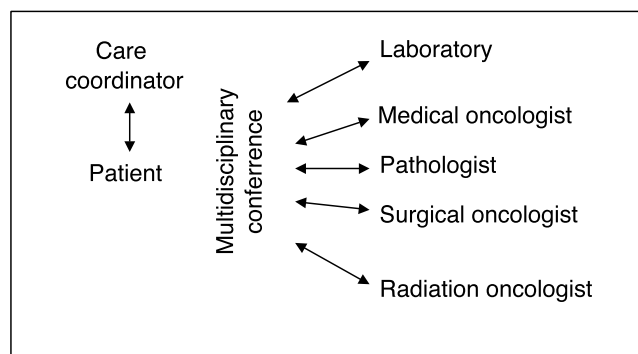 Care
coordinator
Patient
Multidisciplinary
conferrence
Laboratory
Medical oncologist
Pathologist
Surgical oncologist
Radiation oncologist